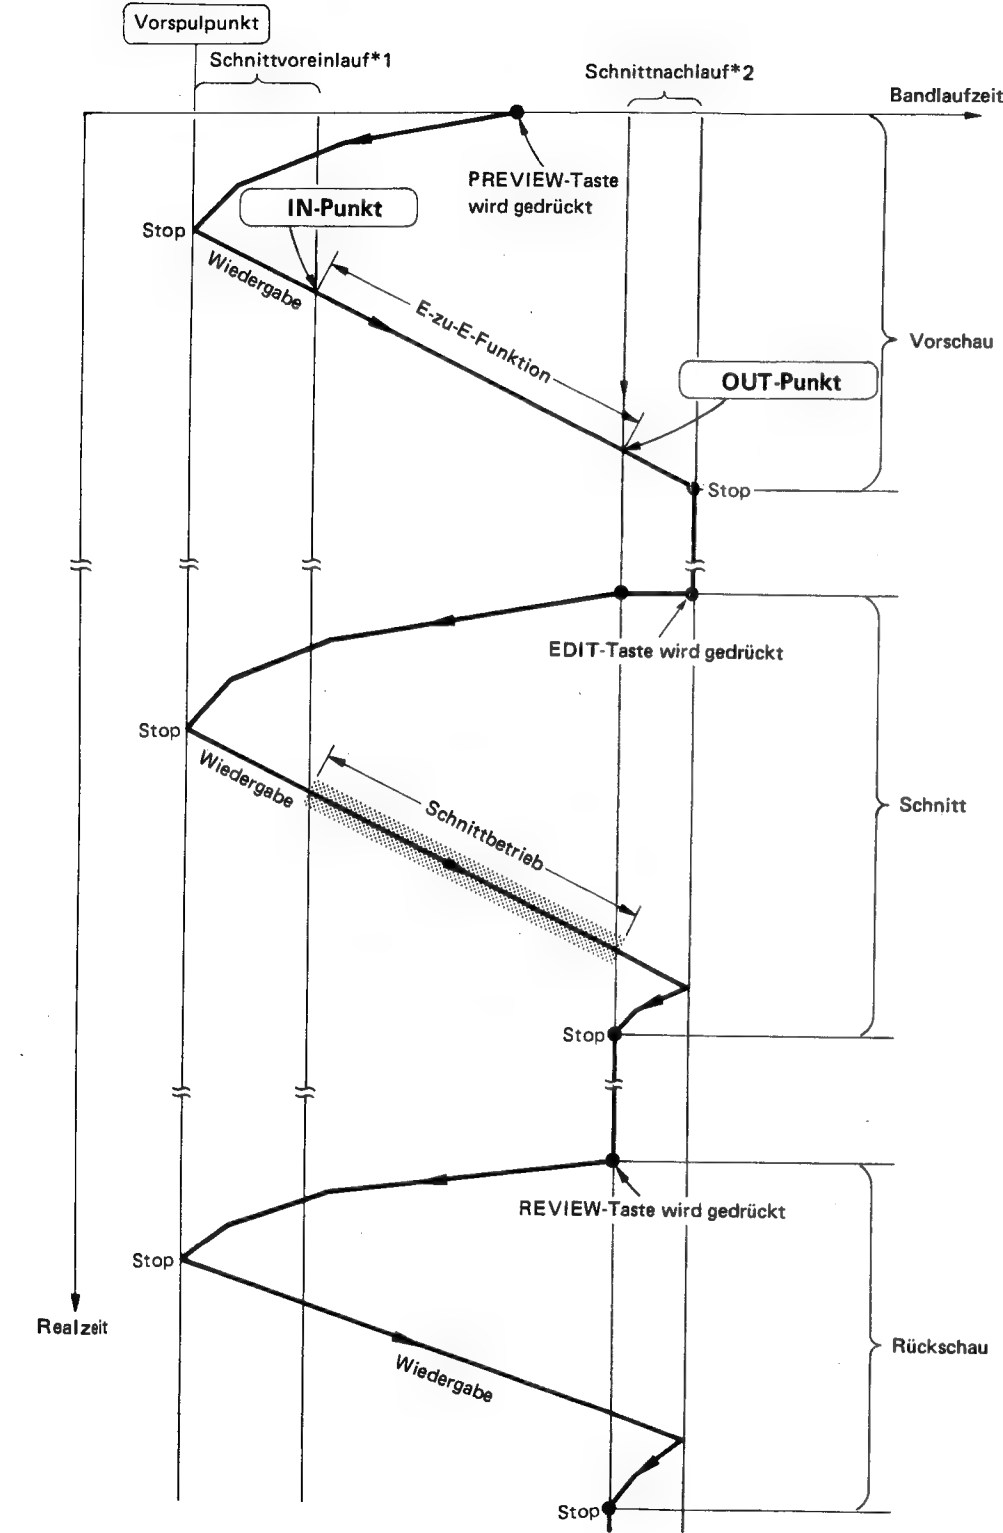 Vorspulpunkt
Schnittvoreinlauf*1
Schnittnachlauf*2
Bandlaufzeit
PREVIEW-Taste
wird gedrückt
IN-Punkt
Stop
Wiedergabe
E-zu-E-Funktion
Vorschau
OUT-Punkt
Stop
EDIT-Taste wird gedrückt
Stop
Wiedergabe
Schnittbetrieb
Schnitt
Stop
REVIEW-Taste wird gedrückt
Stop
Realzeit
Wiedergabe
Rückschau
Stop